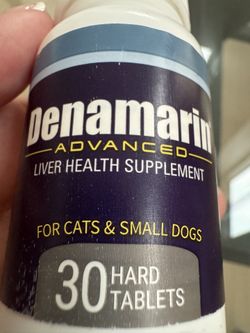 Denamarin
ADVANCED
LIVER HEALTH SUPPLEMENT
FOR CATS & SMALL DOGS
30 HARD
TABLETS